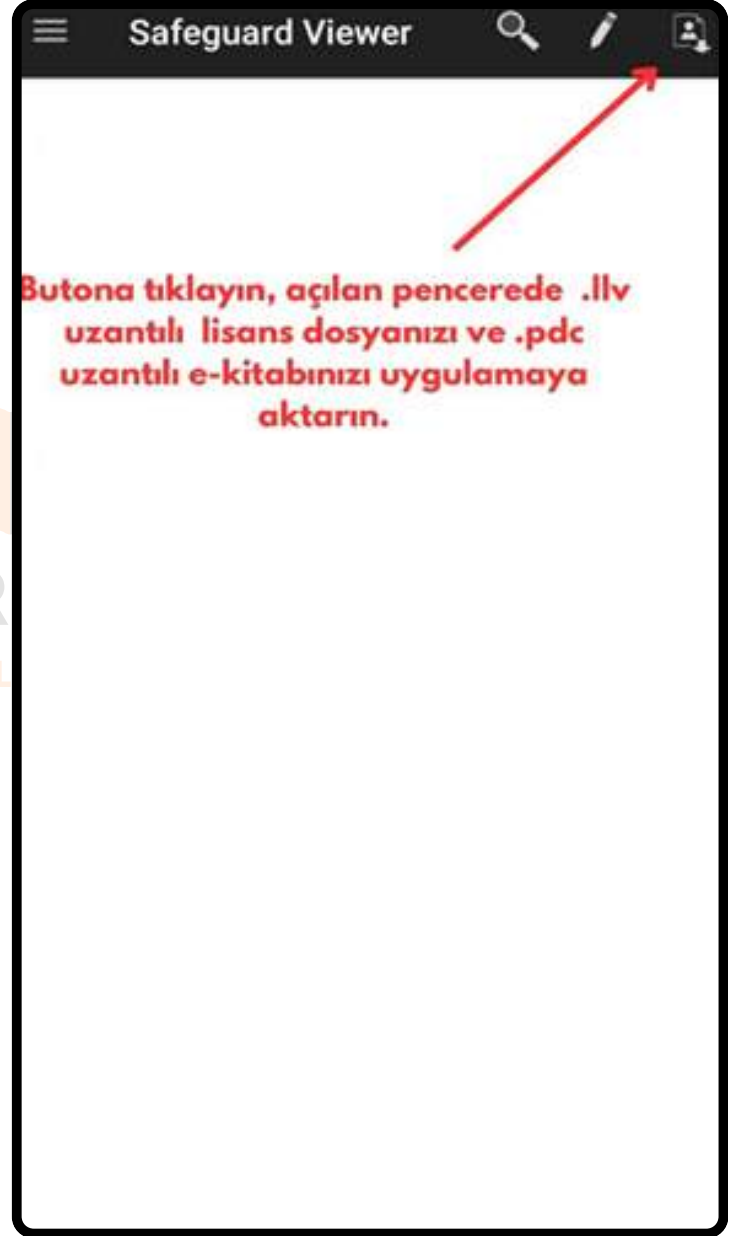 Safeguard Viewer
Butona tıklayın, açılan pencerede .llv
uzantılı lisans dosyanızı ve .pdc
uzantılı e-kitabınızı uygulamaya
aktarın.